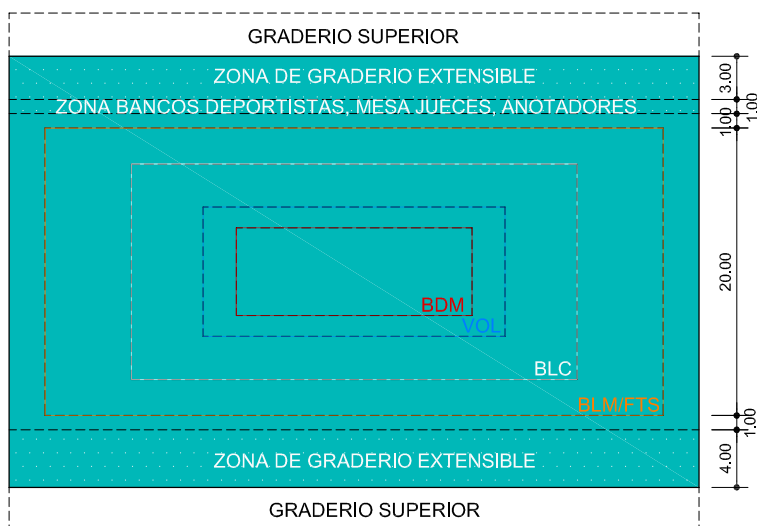 GRADERIO SUPERIOR
ZONA DE GRADERIO EXTENSIBLE
3.00
ZONA BANCOS DEPORTISTAS, MESA JUECES, ANOTADORES
1.00
1.00
20.00
BDM
VOL
BLC
BLM/FTS
1.00
ZONA DE GRADERIO EXTENSIBLE
4.00
GRADERIO SUPERIOR